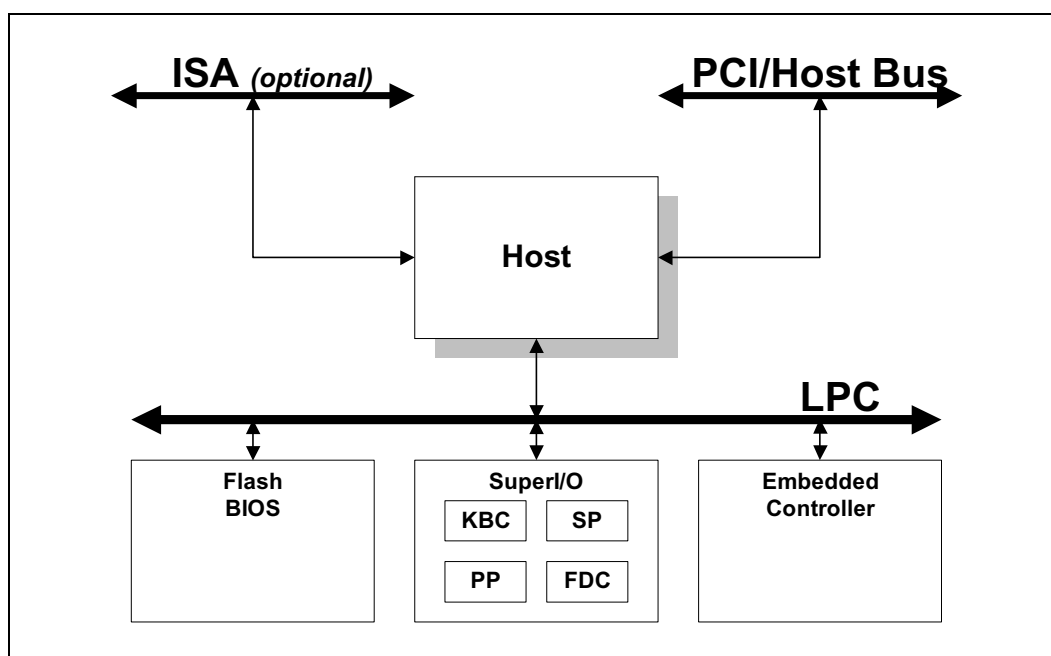 ISA (optional)
PCI/Host Bus
Host
LPC
Flash
BIOS
SuperI/O
KBC
SP
PP
FDC
Embedded
Controller